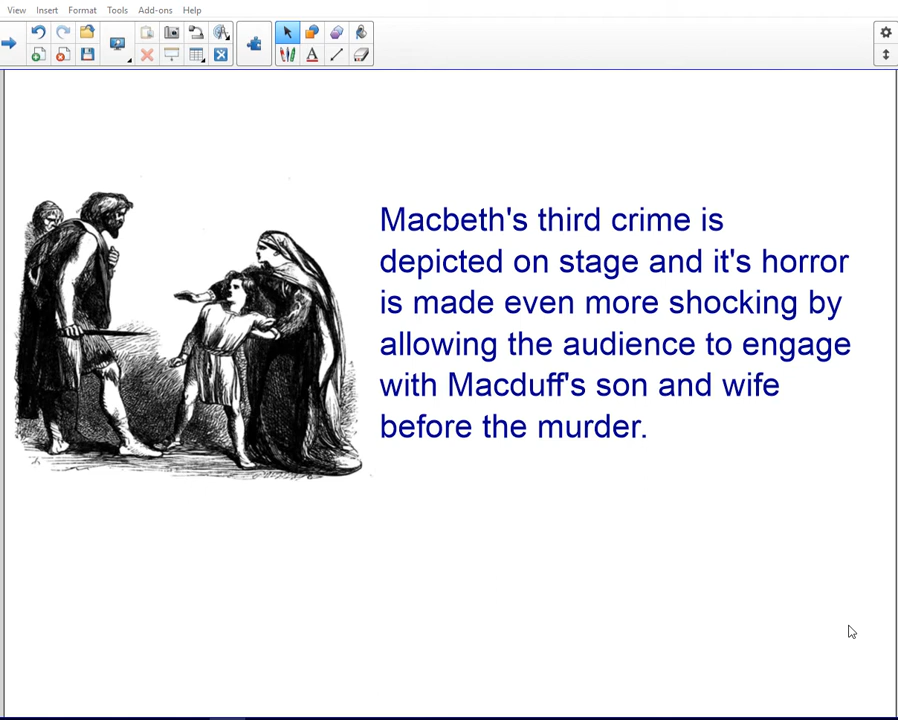 View Insert Format Tools Add-ons Help
Macbeth's third crime is
depicted on stage and it's horror
is made even more shocking by
allowing the audience to engage
with Macduff's son and wife
before the murder.